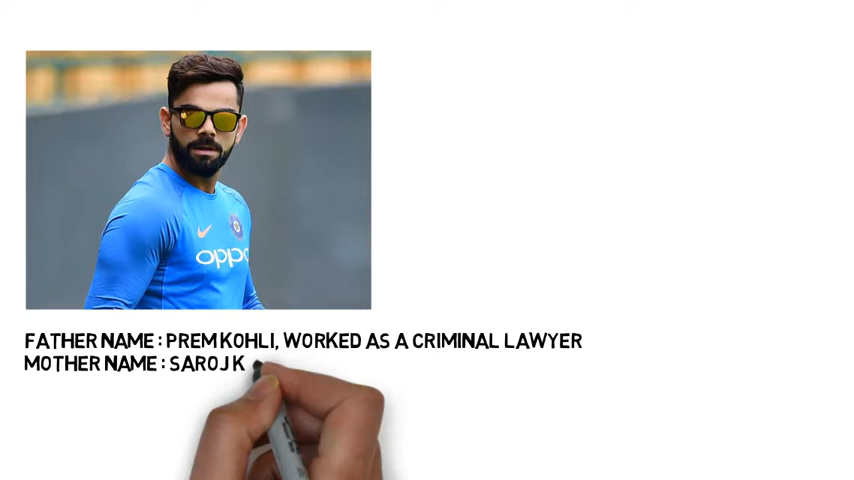 oppo
FATHER NAME : PREM KOHLI, WORKED AS A CRIMINAL LAWYER
MOTHER NAME : SAROJ K